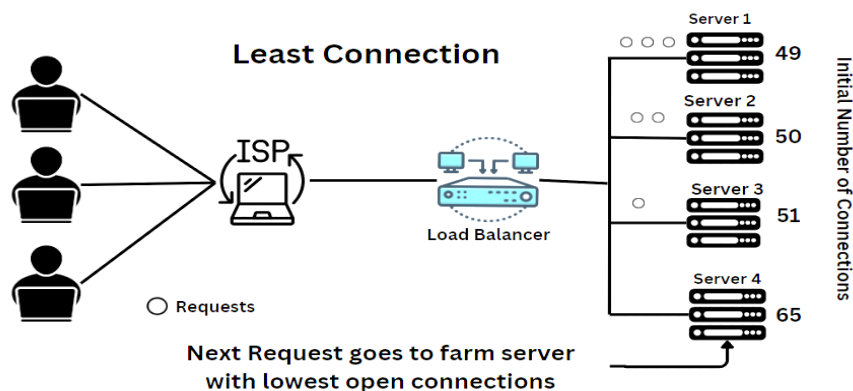 Least Connection
Server 1
49
Server 2
50
ISP
Server 3
51
Load Balancer
Server 4
65
Initial Number of Connections
Requests
Next Request goes to farm server
with lowest open connections